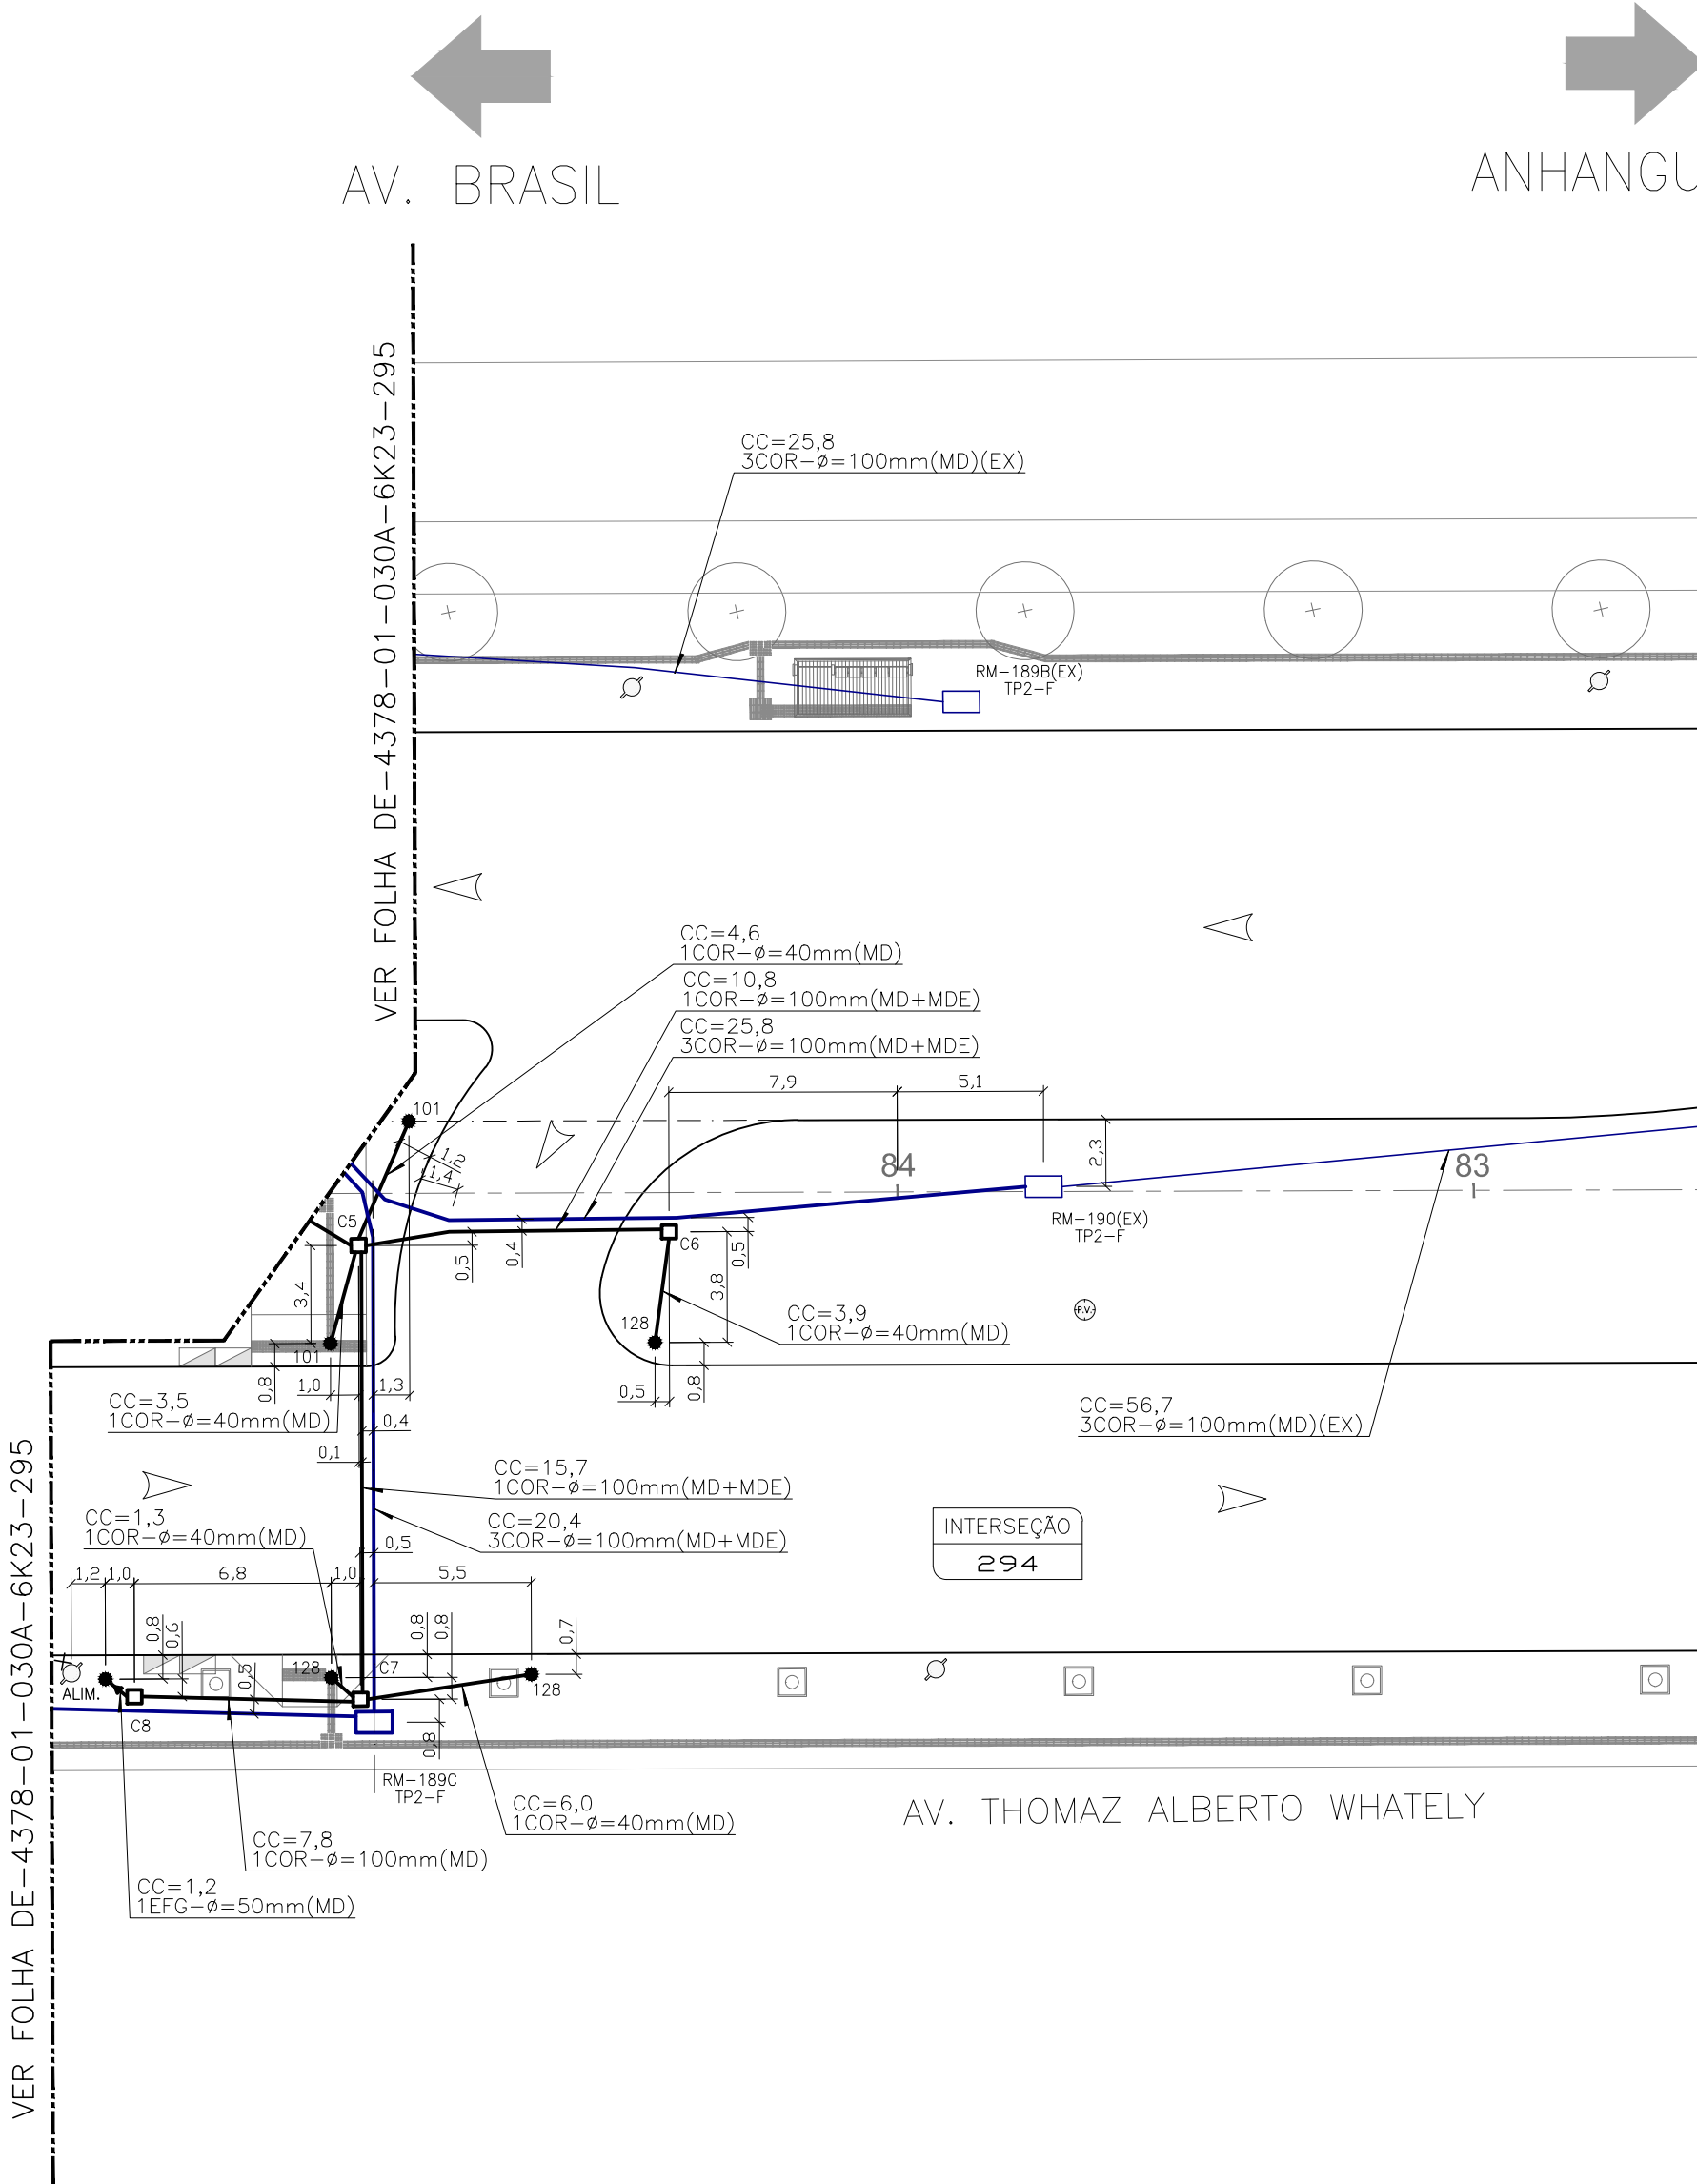 AV. BRASIL
ANHANGU
VER FOLHA DE-4378-01-030A-6K23-295
CC=25,8
3COR-ø=100mm(MD)(EX)
RM-189B(EX)
TP2-F
CC=4,6
1COR-ø=40mm(MD)
CC=10,8
1COR-ø=100mm(MD+MDE)
CC=25,8
3COR-ø=100mm(MD+MDE)
7,9
5,1
101
1,2
1,4
2,3
84
83
C5
C6
RM-190(EX)
TP2-F
0,5
0,4
0,5
3,4
3,8
P.V.
128
CC=3,9
1COR-ø=40mm(MD)
101
0,8
1,0
1,3
0,5
0,8
CC=3,5
1COR-ø=40mm(MD)
0,4
0,1
CC=56,7
3COR-ø=100mm(MD)(EX)
CC=15,7
1COR-ø=100mm(MD+MDE)
CC=1,3
1COR-ø=40mm(MD)
CC=20,4
3COR-ø=100mm(MD+MDE)
INTERSEÇÃO
294
0,5
1,2
1,0
6,8
1,0
5,5
0,8
0,6
0,5
0,8
0,8
0,7
128
C7
128
ALIM.
C8
0,8
RM-189C
TP2-F
CC=6,0
1COR-ø=40mm(MD)
AV. THOMAZ ALBERTO WHATELY
CC=7,8
1COR-ø=100mm(MD)
CC=1,2
1EFG-ø=50mm(MD)
VER FOLHA DE-4378-01-030A-6K23-295